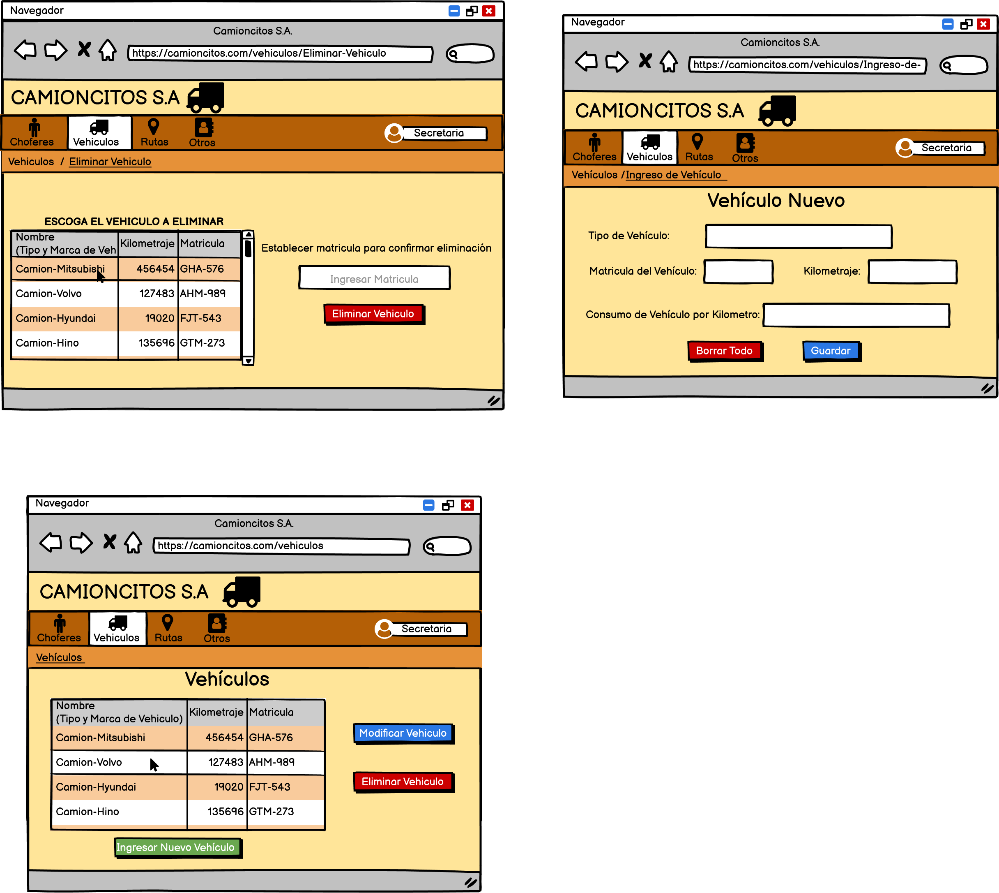 Navegador
Camioncitos S.A.
https://camioncitos.com/vehiculos/Eliminar-Vehiculo
CAMIONCITOS S.A
Choferes Vehiculos Rutas Otros Secretaria
Vehiculos / Eliminar Vehiculo
ESCOGA EL VEHICULO A ELIMINAR
Nombre
(Tipo y Marca de Veh Kilometraje Matricula
Camion-Mitsubishi 456454 GHA-576
Camion-Volvo 127483 AHM-989
Camion-Hyundai 19020 FJT-543
Camion-Hino 135696 GTM-273
Establecer matricula para confirmar eliminación
Ingresar Matricula
Eliminar Vehiculo
Navegador
Camioncitos S.A.
https://camioncitos.com/vehiculos/Ingreso-de-
CAMIONCITOS S.A
Choferes Vehiculos Rutas Otros Secretaria
Vehículos / Ingreso de Vehículo
Vehículo Nuevo
Tipo de Vehículo:
Matricula del Vehículo: Kilometraje:
Consumo de Vehículo por Kilometro:
Borrar Todo Guardar
Navegador
Camioncitos S.A.
https://camioncitos.com/vehiculos
CAMIONCITOS S.A
Choferes Vehiculos Rutas Otros Secretaria
Vehículos
Vehículos
Nombre
(Tipo y Marca de Vehiculo) Kilometraje Matricula
Camion-Mitsubishi 456454 GHA-576
Camion-Volvo 127483 AHM-989
Camion-Hyundai 19020 FJT-543
Camion-Hino 135696 GTM-273
Modificar Vehiculo
Eliminar Vehiculo
Ingresar Nuevo Vehículo